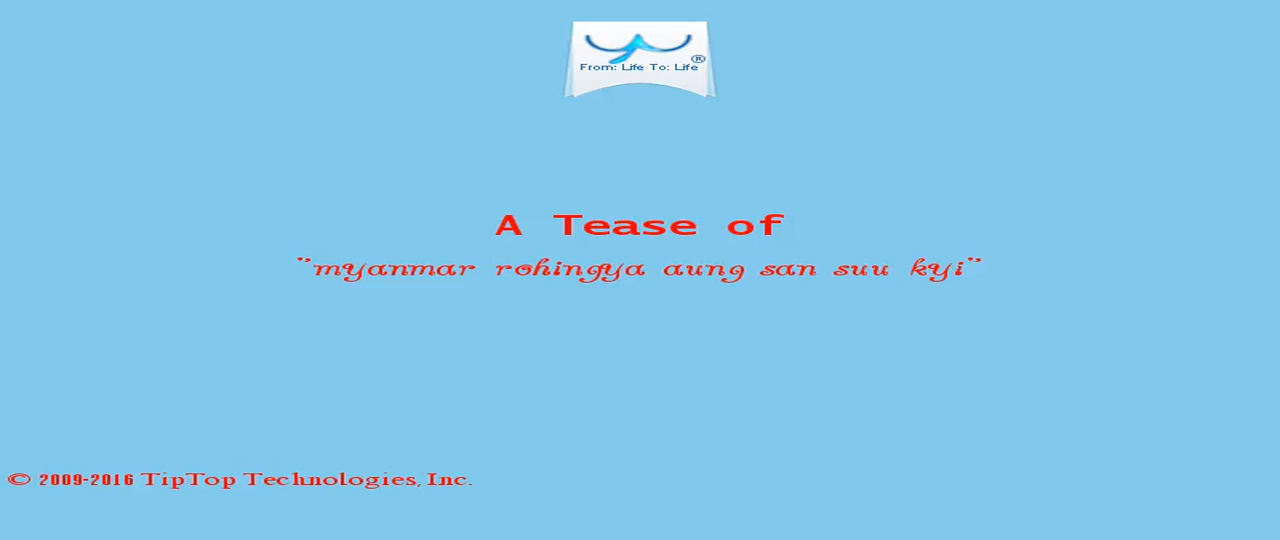 From: Life To: Life ®
A Tease of
"myanmar rohingya aung san suu kyi"
© 2009-2016 TipTop Technologies, Inc.